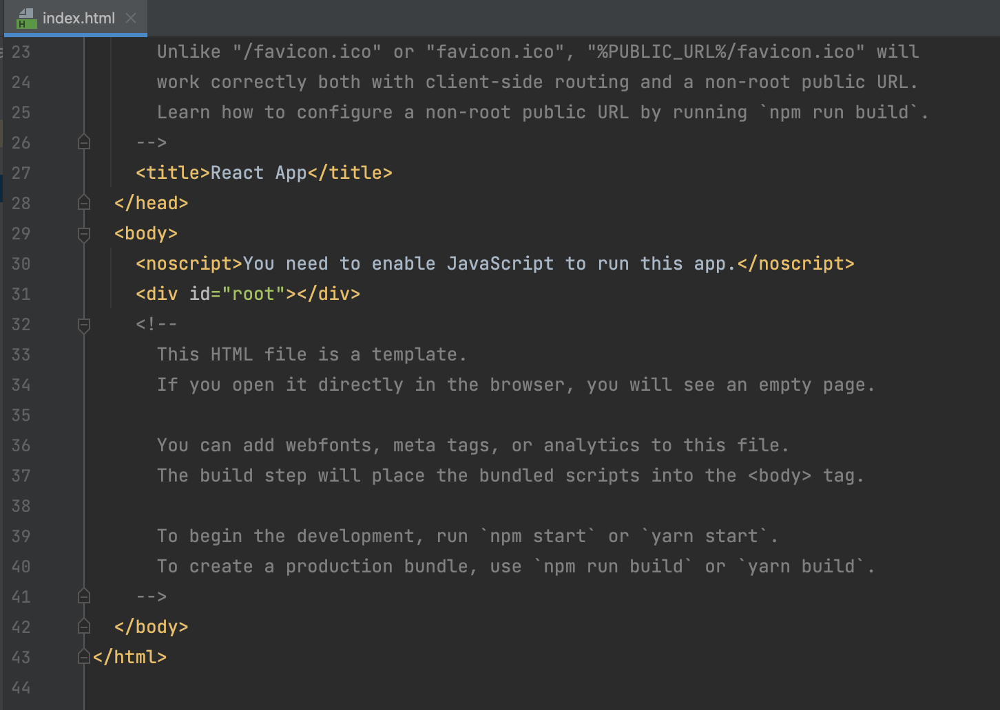 index.html
23 Unlike "/favicon.ico" or "favicon.ico", "%PUBLIC_URL%/favicon.ico" will
24 work correctly both with client-side routing and a non-root public URL.
25 Learn how to configure a non-root public URL by running `npm run build`.
26 -->
27 <title>React App</title>
28 </head>
29 <body>
30 <noscript>You need to enable JavaScript to run this app.</noscript>
31 <div id="root"></div>
32 <!--
33 This HTML file is a template.
34 If you open it directly in the browser, you will see an empty page.
35
36 You can add webfonts, meta tags, or analytics to this file.
37 The build step will place the bundled scripts into the <body> tag.
38
39 To begin the development, run `npm start` or `yarn start`.
40 To create a production bundle, use `npm run build` or `yarn build`.
41 -->
42 </body>
43 </html>
44